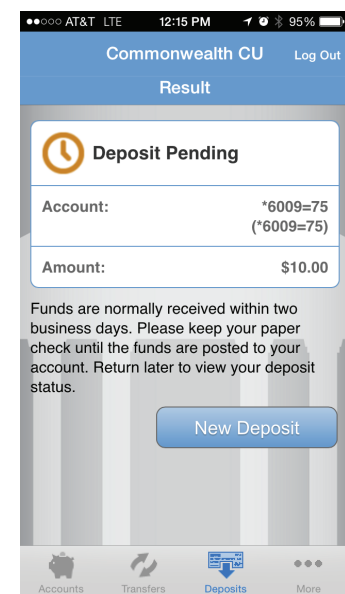 AT&T LTE 12:15 PM 95%
Commonwealth CU Log Out
Result
Deposit Pending
Account: *6009=75
(*6009=75)
Amount: $10.00
Funds are normally received within two
business days. Please keep your paper
check until the funds are posted to your
account. Return later to view your deposit
status.
New Deposit
Accounts Transfers Deposits More